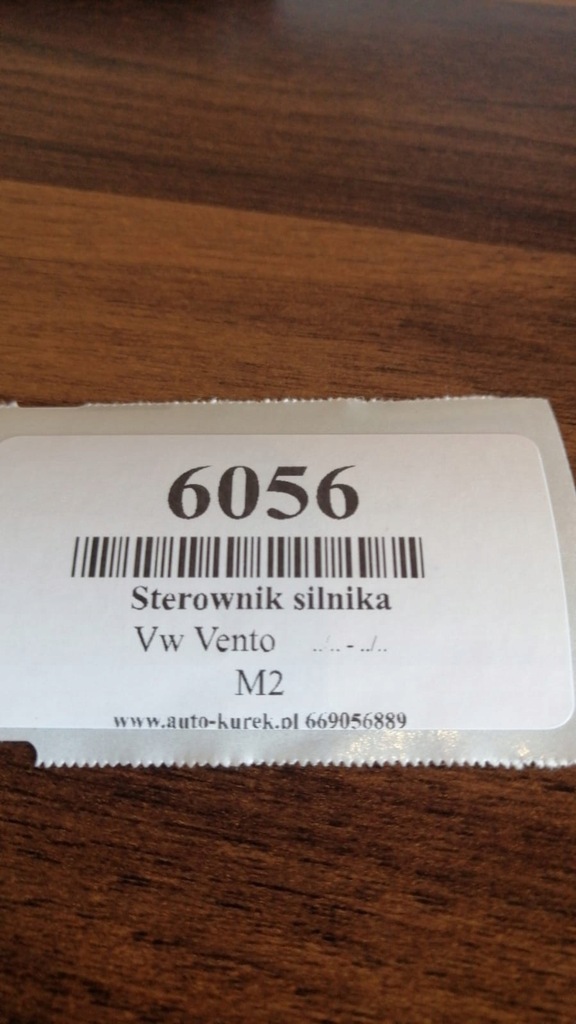 6056
Sterownik silnika
Vw Vento ../.. - ../..
M2
www.auto-kurek.pl 669056889